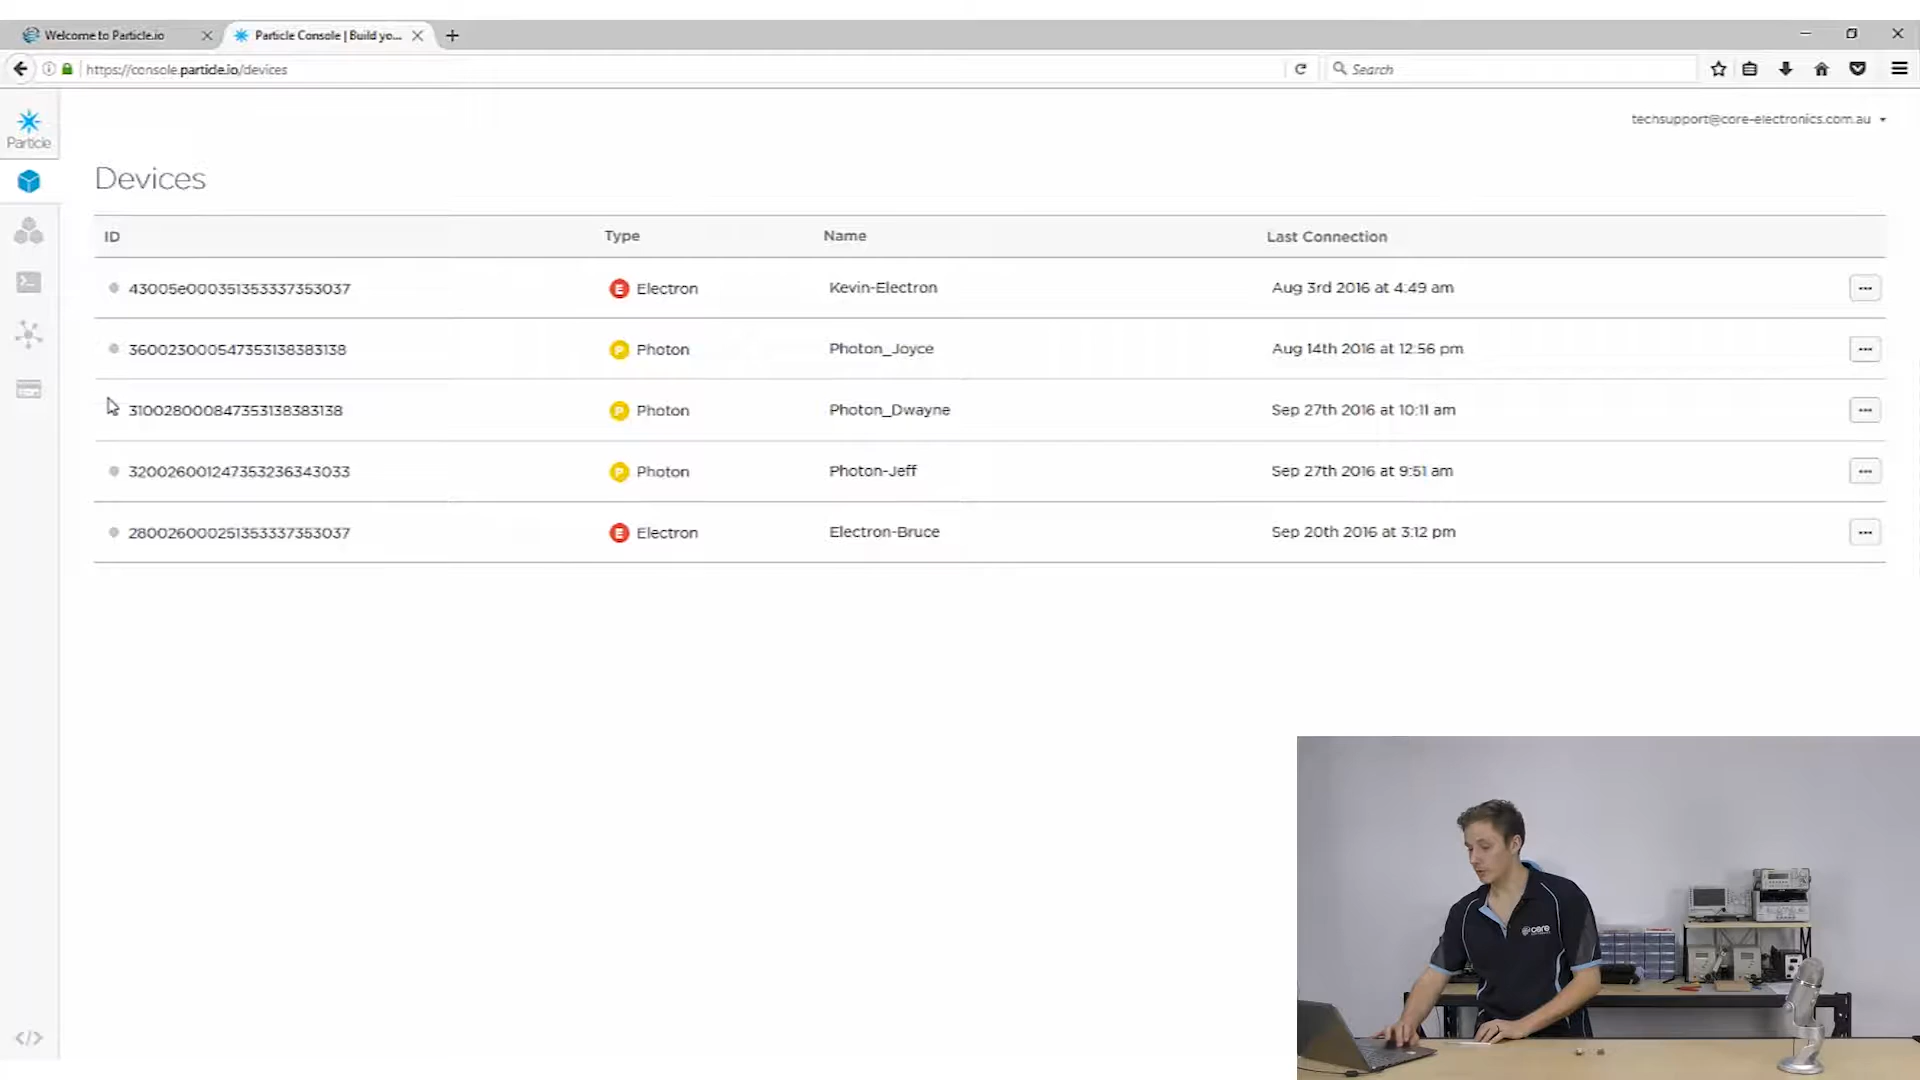 Welcome to Particle.io
Particle Console | Build yo...
https://console.particle.io/devices
Search
Particle
techsupport@core-electronics.com.au
Devices
ID Type Name Last Connection
43005e000351353337353037 E Electron Kevin-Electron Aug 3rd 2016 at 4:49 am
360023000547353138383138 P Photon Photon_Joyce Aug 14th 2016 at 12:56 pm
310028000847353138383138 P Photon Photon_Dwayne Sep 27th 2016 at 10:11 am
320026001247353236343033 P Photon Photon-Jeff Sep 27th 2016 at 9:51 am
280026000251353337353037 E Electron Electron-Bruce Sep 20th 2016 at 3:12 pm
core